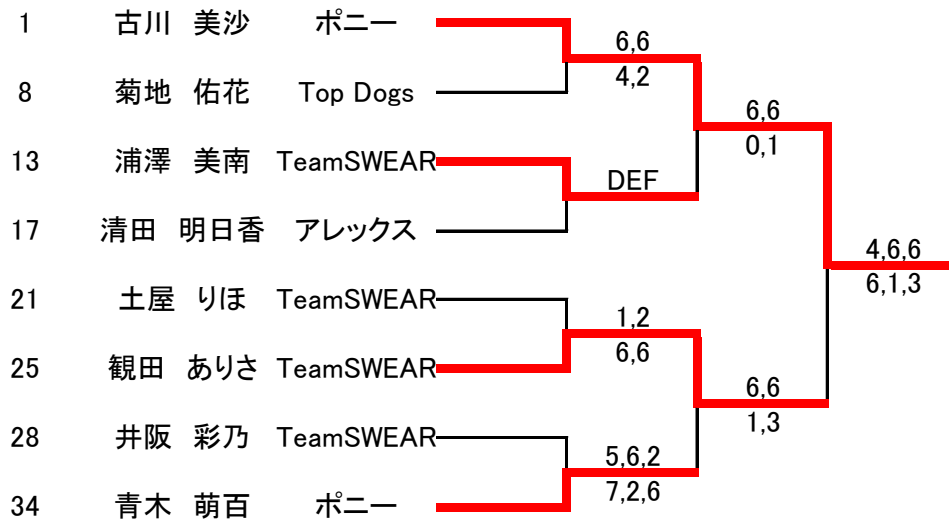 1 古川 美沙 ポニー
6,6
4,2
8 菊地 佑花 Top Dogs
6,6
0,1
13 浦澤 美南 TeamSWEAR
DEF
17 清田 明日香 アレックス
4,6,6
6,1,3
21 土屋 りほ TeamSWEAR
1,2
6,6
25 観田 ありさ TeamSWEAR
6,6
1,3
28 井阪 彩乃 TeamSWEAR
5,6,2
7,2,6
34 青木 萌百 ポニー